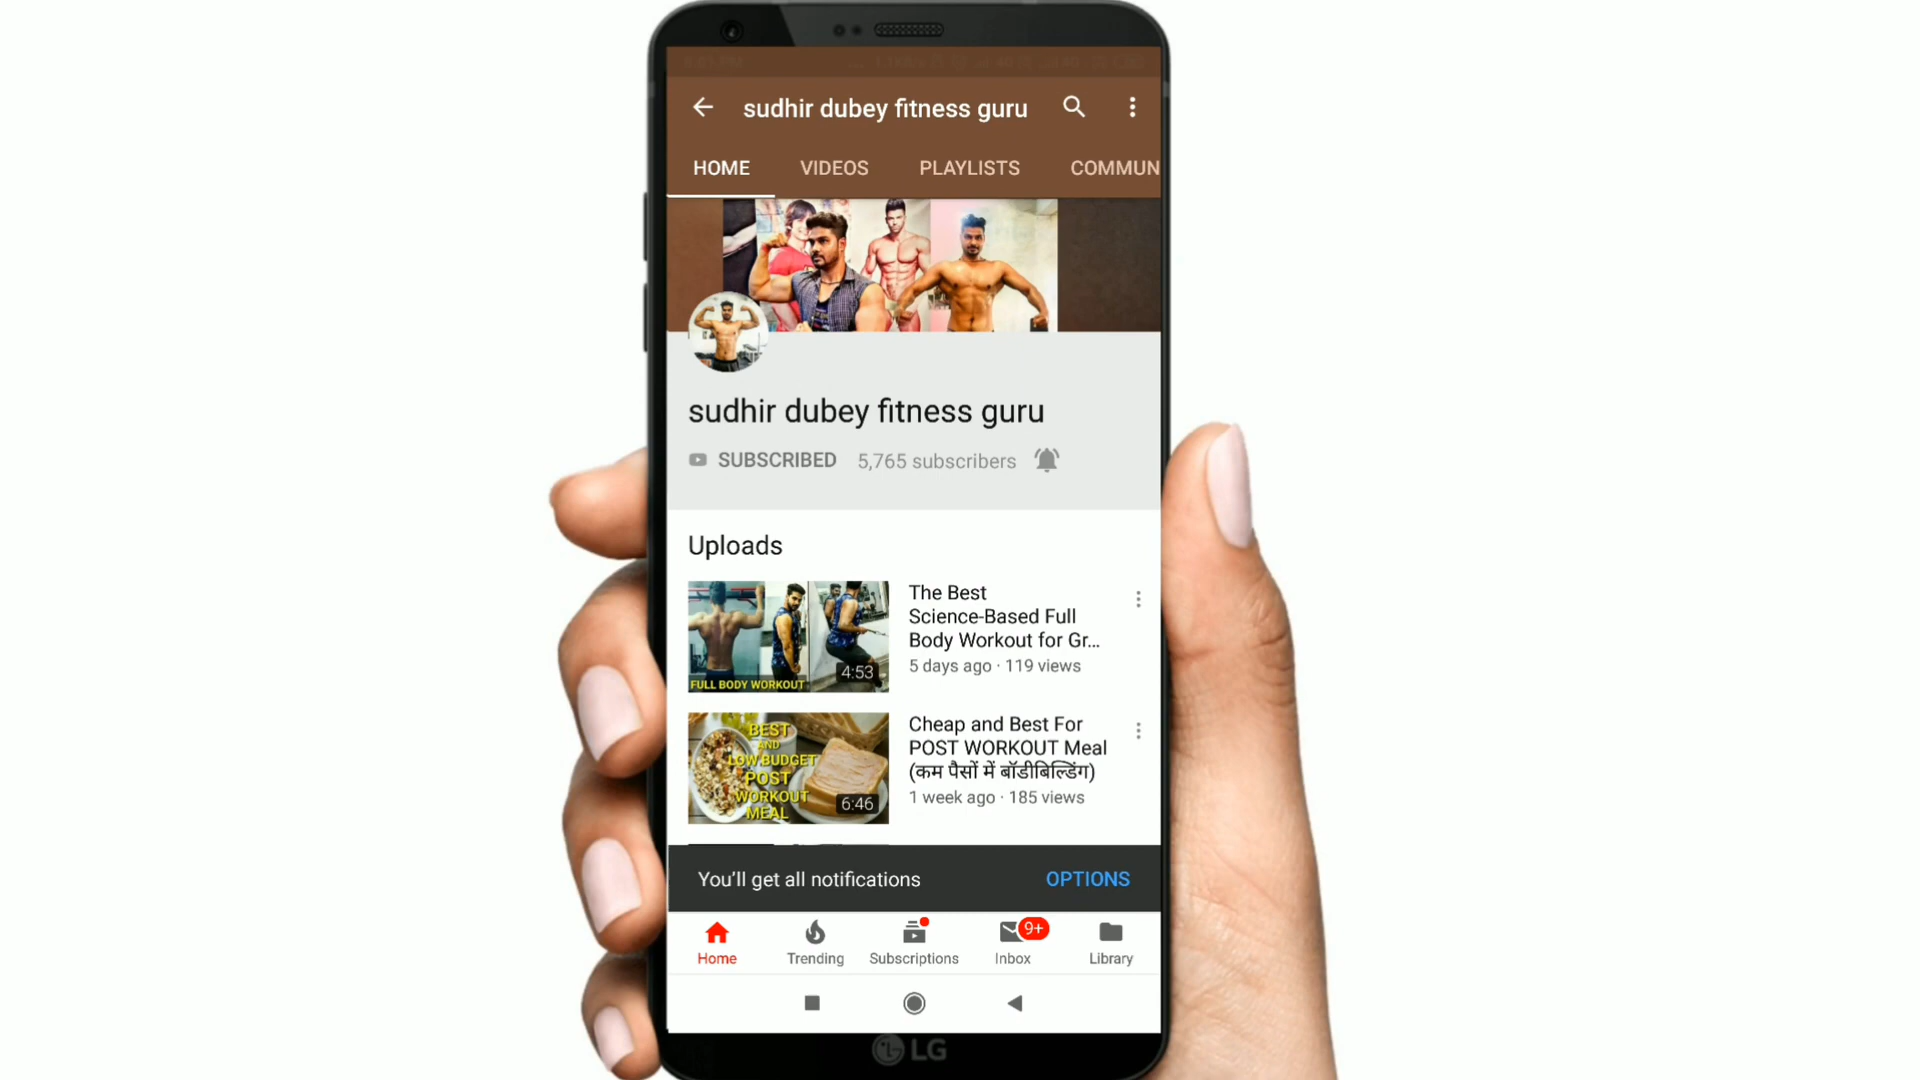 sudhir dubey fitness guru
HOME VIDEOS PLAYLISTS COMMUN
sudhir dubey fitness guru
SUBSCRIBED 5,765 subscribers
Uploads
The Best
Science-Based Full
Body Workout for Gr...
5 days ago · 119 views
FULL BODY WORKOUT
4:53
Cheap and Best For
POST WORKOUT Meal
(कम पैसों में बॉडीबिल्डिंग)
1 week ago · 185 views
BEST
AND
LOW BUDGET
POST
WORKOUT
MEAL
6:46
You'll get all notifications OPTIONS
9+
Home Trending Subscriptions Inbox Library
LG